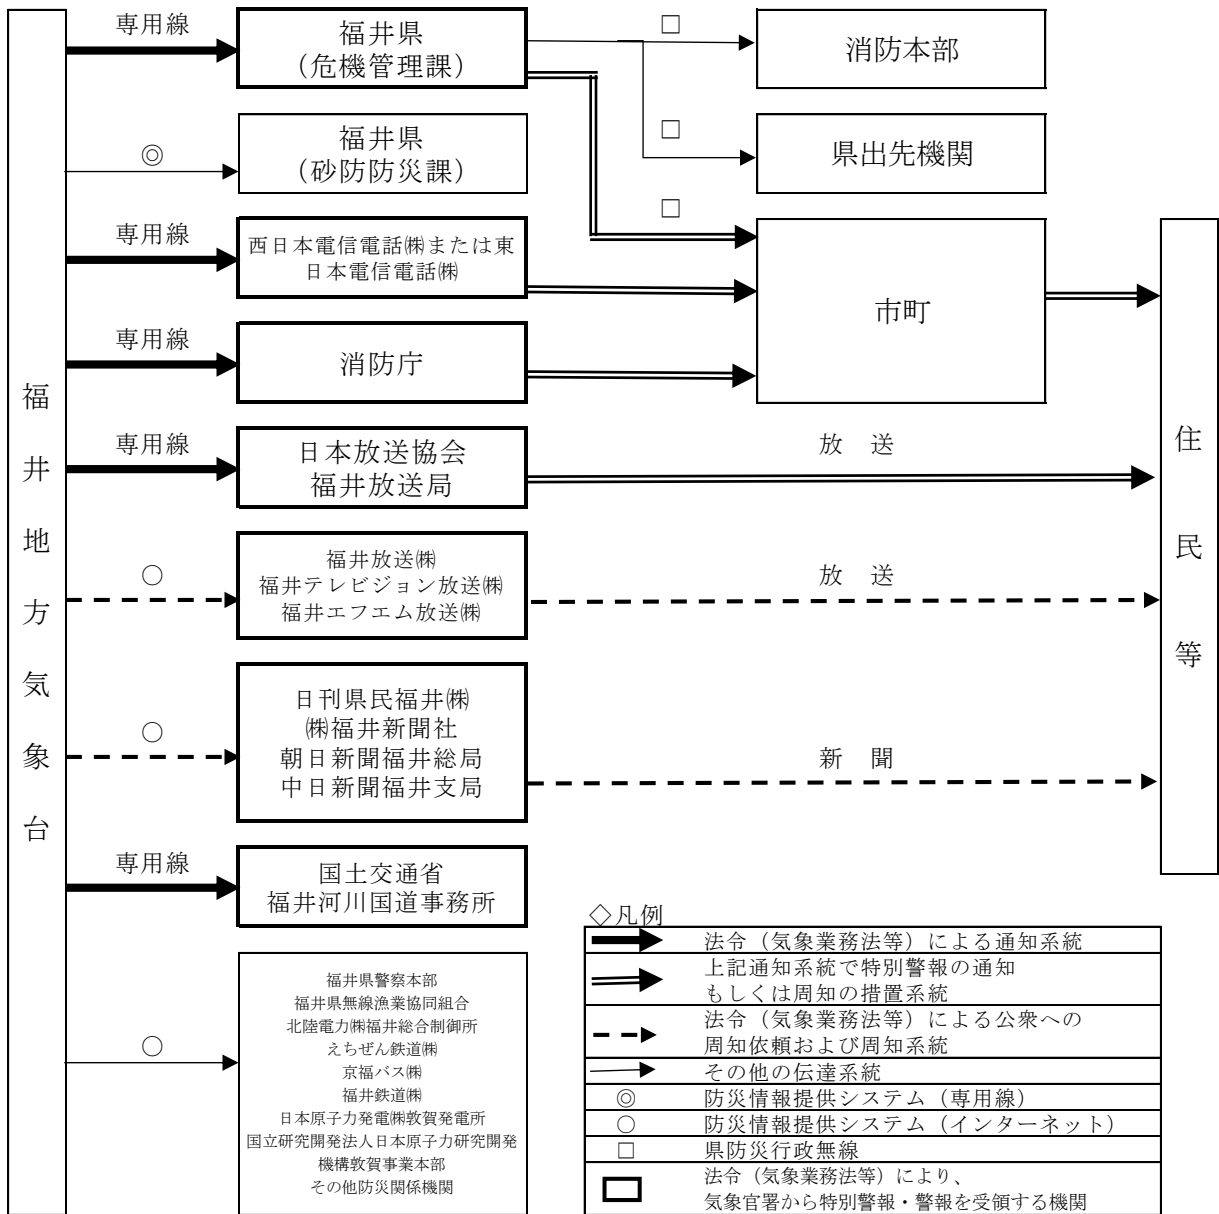 福井地方気象台
専用線
福井県
（危機管理課）
□
消防本部
◎
福井県
（砂防防災課）
□
県出先機関
専用線
西日本電信電話㈱または東
日本電信電話㈱
□
市町
専用線
消防庁
専用線
日本放送協会
福井放送局
放　送
住民等
○
福井放送㈱
福井テレビジョン放送㈱
福井エフエム放送㈱
放　送
○
日刊県民福井㈱
㈱福井新聞社
朝日新聞福井総局
中日新聞福井支局
新　聞
専用線
国土交通省
福井河川国道事務所
○
福井県警察本部
福井県無線漁業協同組合
北陸電力㈱福井総合制御所
えちぜん鉄道㈱
京福バス㈱
福井鉄道㈱
日本原子力発電㈱敦賀発電所
国立研究開発法人日本原子力研究開発
機構敦賀事業本部
その他防災関係機関
◇凡例
法令（気象業務法等）による通知系統
上記通知系統で特別警報の通知
もしくは周知の措置系統
法令（気象業務法等）による公衆への
周知依頼および周知系統
その他の伝達系統
◎ 防災情報提供システム（専用線）
○ 防災情報提供システム（インターネット）
□ 県防災行政無線
法令（気象業務法等）により、
気象官署から特別警報・警報を受領する機関